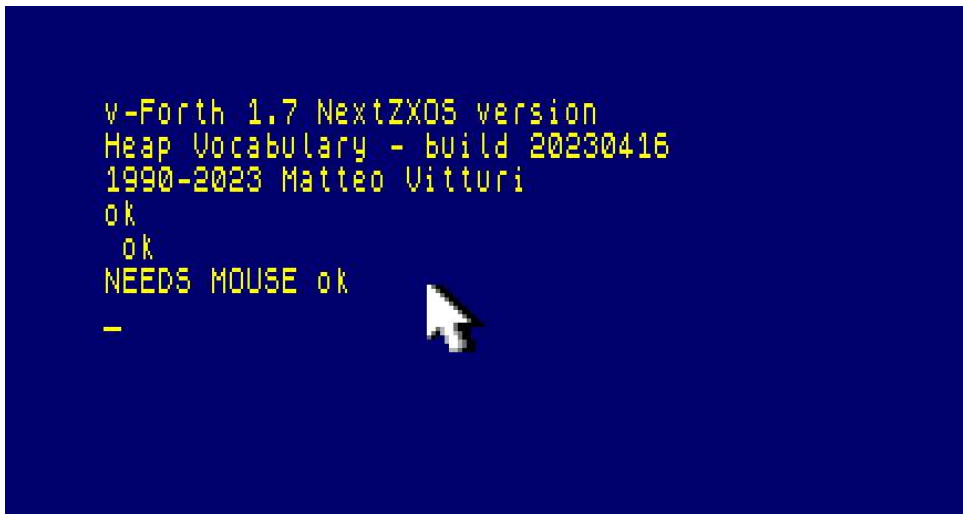 v-Forth 1.7 NextZXOS version
Heap Vocabulary - build 20230416
1990-2023 Matteo Vitturi
ok
ok
NEEDS MOUSE ok
_